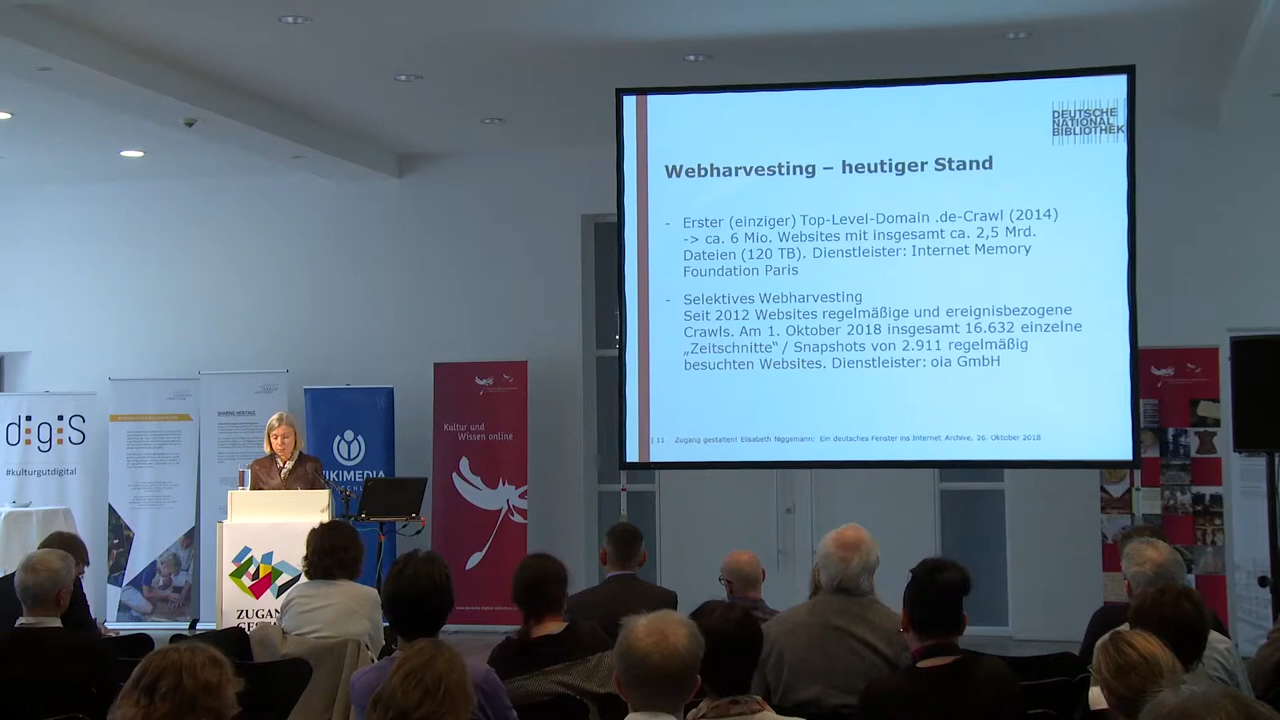 DEUTSCHE
NATIONAL
BIBLIOTHEK
Webharvesting – heutiger Stand
- Erster (einziger) Top-Level-Domain .de-Crawl (2014)
-> ca. 6 Mio. Websites mit insgesamt ca. 2,5 Mrd.
Dateien (120 TB). Dienstleister: Internet Memory
Foundation Paris
- Selektives Webharvesting
Seit 2012 Websites regelmäßige und ereignisbezogene
Crawls. Am 1. Oktober 2018 insgesamt 16.632 einzelne
„Zeitschnitte“ / Snapshots von 2.911 regelmäßig
besuchten Websites. Dienstleister: oia GmbH
| 11 Zugang gestalten! Elisabeth Niggemann: Ein deutsches Fenster ins Internet Archive, 26. Oktober 2018
digiS
#kulturgutdigital
SHARING HERITAGE
WIKIMEDIA
Kultur und
Wissen online
ZUGANG